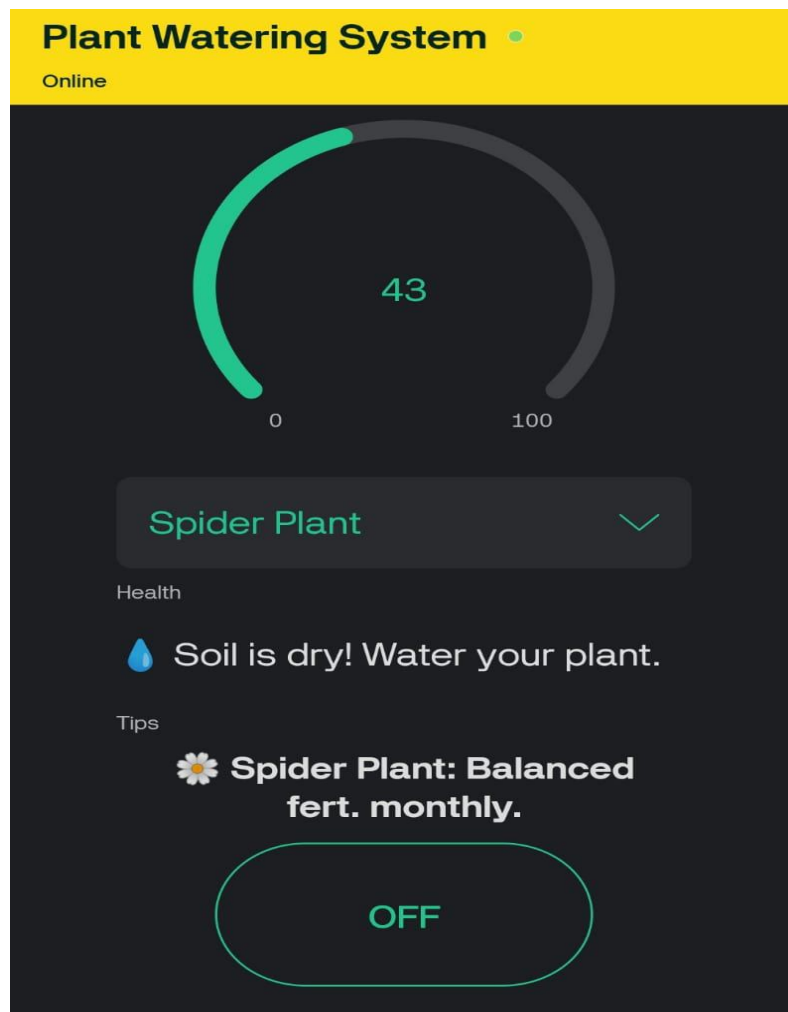 Plant Watering System
Online
43
0 100
Spider Plant
Health
💧 Soil is dry! Water your plant.
Tips
🌼 Spider Plant: Balanced
fert. monthly.
OFF